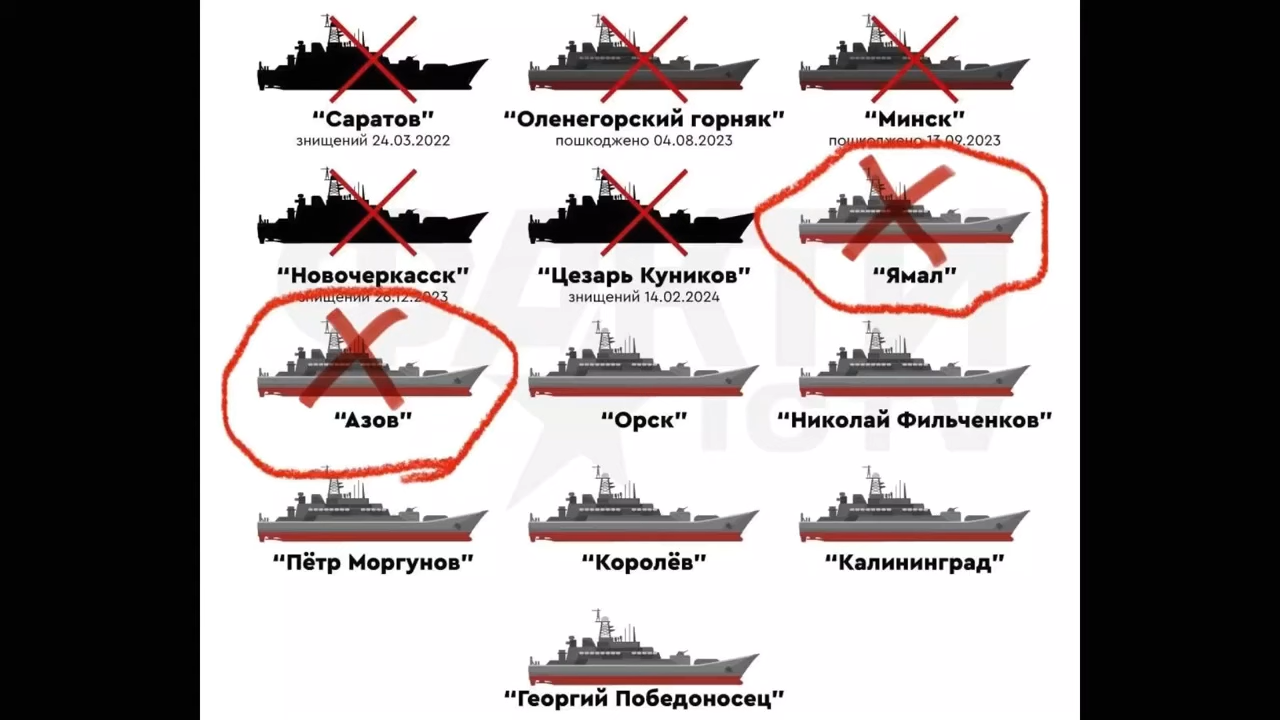 “Саратов” “Оленегорский горняк” “Минск”
знищений 24.03.2022 пошкоджено 04.08.2023 пошкоджено 13.09.2023
“Новочеркасск” “Цезарь Куников” “Ямал”
знищений 26.12.2023 знищений 14.02.2024
“Азов” “Орск” “Николай Фильченков”
“Пётр Моргунов” “Королёв” “Калининград”
“Георгий Победоносец”
ФАКТИ
ICTV